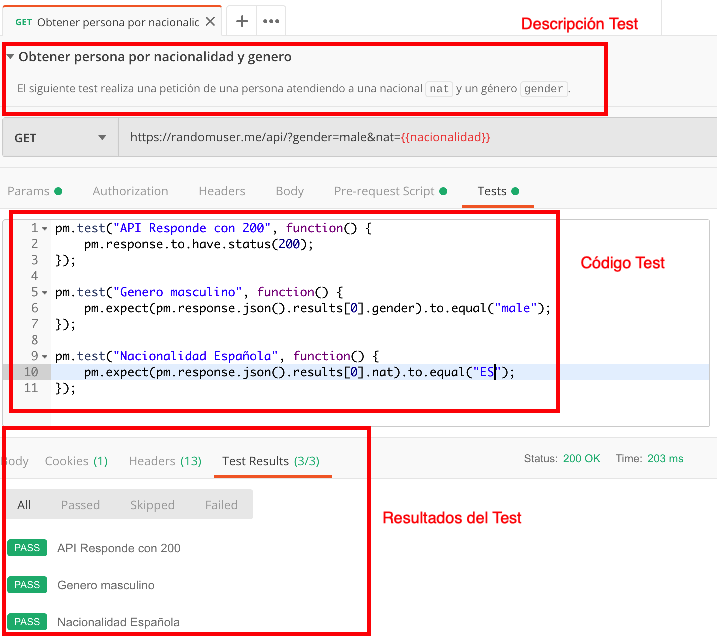 GET Obtener persona por nacionalic
Descripción Test
Obtener persona por nacionalidad y genero
El siguiente test realiza una petición de una persona atendiendo a una nacional nat y un género gender.
GET https://randomuser.me/api/?gender=male&nat={{nacionalidad}}
Params Authorization Headers Body Pre-request Script Tests
1 pm.test("API Responde con 200", function() {
2 pm.response.to.have.status(200);
3 });
4
5 pm.test("Genero masculino", function() {
6 pm.expect(pm.response.json().results[0].gender).to.equal("male");
7 });
8
9 pm.test("Nacionalidad Española", function() {
10 pm.expect(pm.response.json().results[0].nat).to.equal("ES");
11 });
Código Test
Body Cookies (1) Headers (13) Test Results (3/3) Status: 200 OK Time: 203 ms
All Passed Skipped Failed
Resultados del Test
PASS API Responde con 200
PASS Genero masculino
PASS Nacionalidad Española